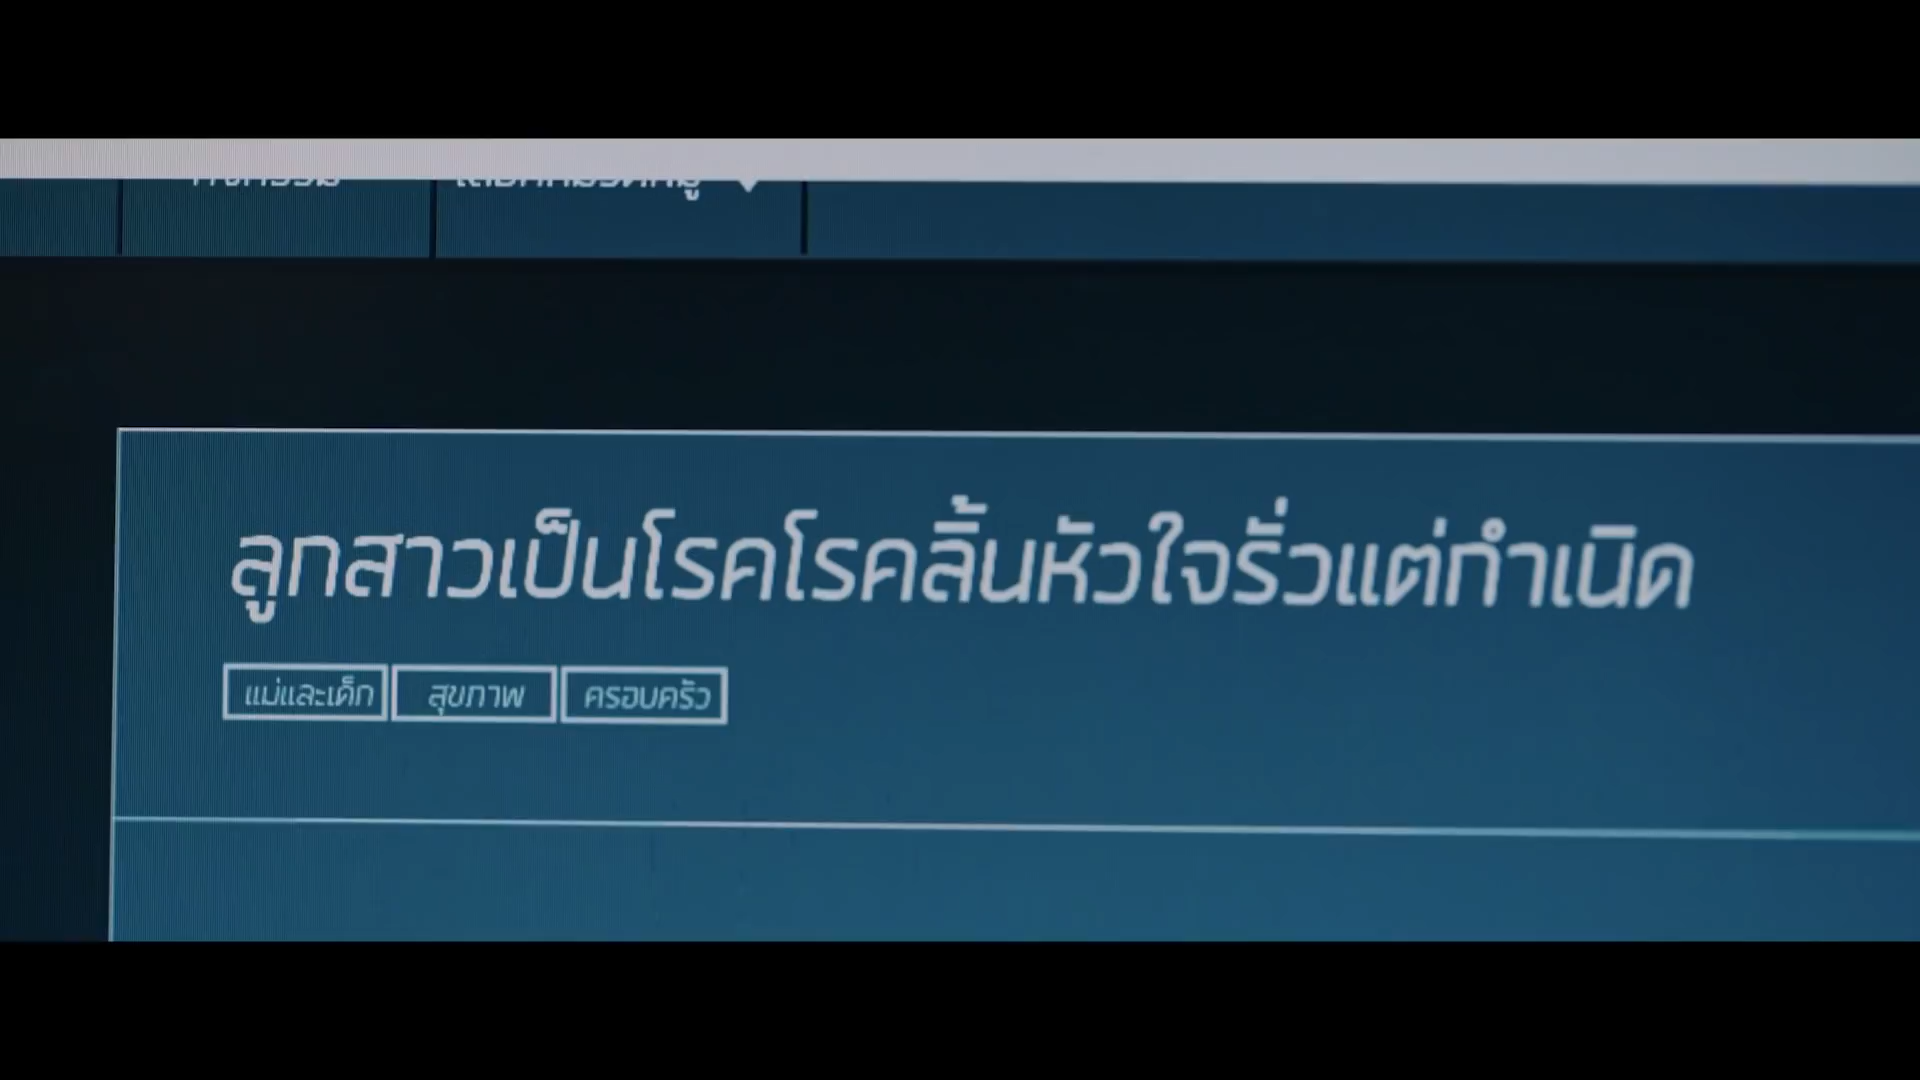 ลูกสาวเป็นโรคโรคลิ้นหัวใจรั่วแต่กำเนิด
แม่และเด็ก สุขภาพ ครอบครัว